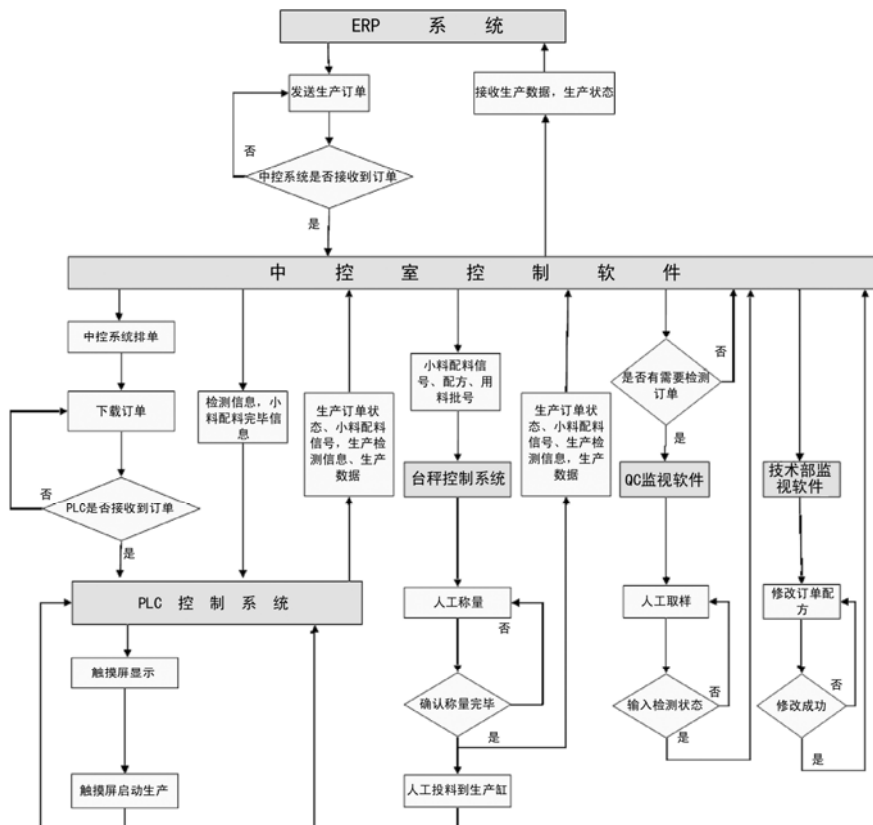 ERP 系 统
发送生产订单
接收生产数据，生产状态
否
中控系统是否接收到订单
是
中 控 室 控 制 软 件
中控系统排单
下载订单
否
PLC是否接收到订单
是
检测信息，小
料配料完毕信
息
生产订单状
态、小料配料
信号，生产检
测信息、生产
数据
小料配料信
号、配方、用
料批号
台秤控制系统
生产订单状
态、小料配料
信号、生产检
测信息，生产
数据
否
是否有需要检测
订单
是
QC监视软件
技术部监
视软件
PLC 控 制 系 统
触摸屏显示
触摸屏启动生产
人工称量
否
确认称量完毕
是
人工投料到生产缸
人工取样
否
输入检测状态
是
修改订单配
方
否
修改成功
是